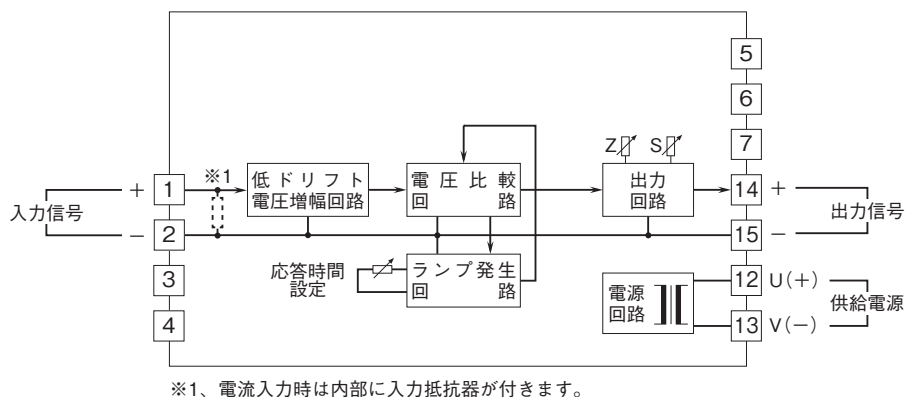 5
6
7
Z S
※1
+ 1 低ドリフト 電圧比較 出力 14 +
電圧増幅回路 回路 回路
入力信号 出力信号
− 2 15 −
3 応答時間 ランプ発生 12 U(+)
設定 回路 電源 供給電源
4 回路 13 V(−)
※1、電流入力時は内部に入力抵抗器が付きます。